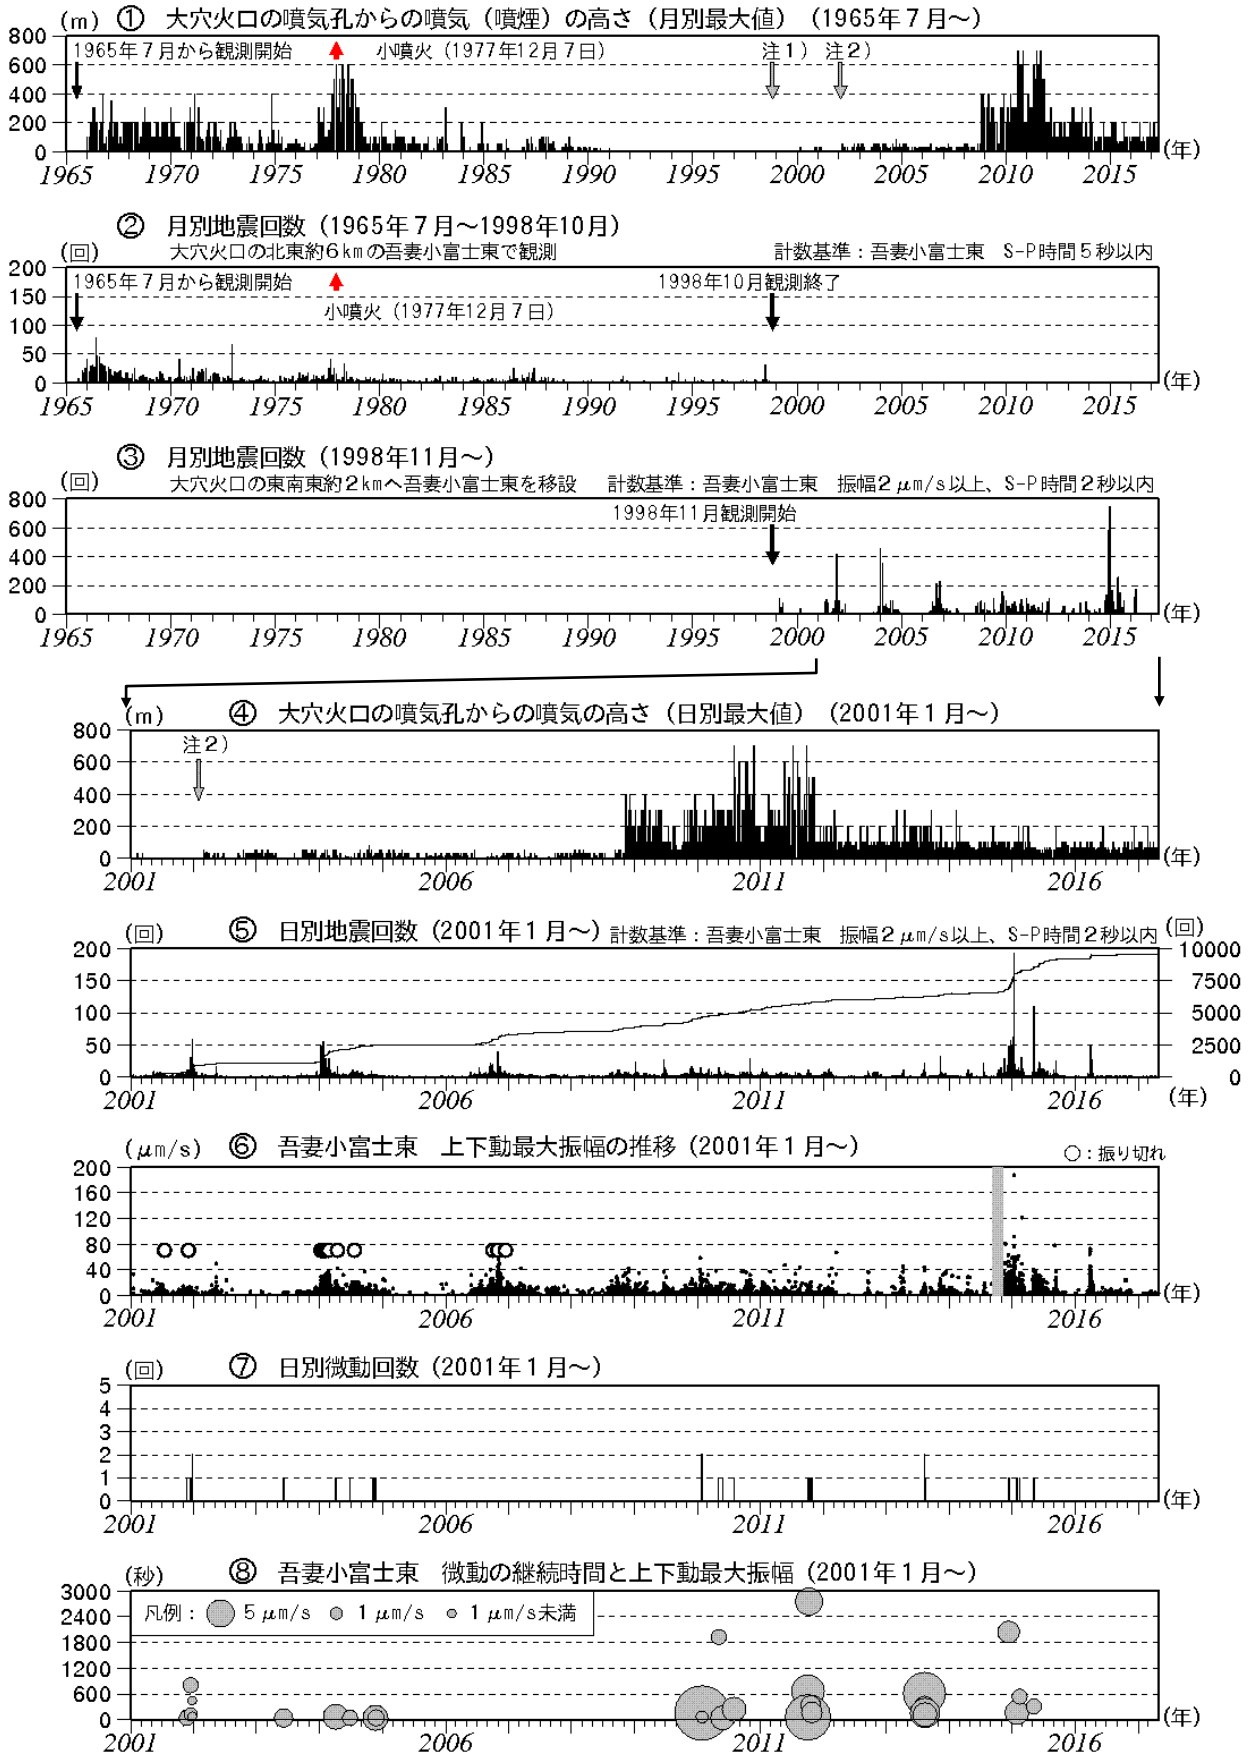 (m) ① 大穴火口の噴気孔からの噴気（噴煙）の高さ（月別最大値）（1965年７月～）
800
600
400
200
0
1965年７月から観測開始 小噴火（1977年12月７日） 注１） 注２）
1965 1970 1975 1980 1985 1990 1995 2000 2005 2010 2015 (年)
② 月別地震回数（1965年７月～1998年10月）
(回) 大穴火口の北東約６kmの吾妻小富士東で観測 計数基準：吾妻小富士東 S-P時間５秒以内
200
150
100
50
0
1965年７月から観測開始 1998年10月観測終了
小噴火（1977年12月７日）
1965 1970 1975 1980 1985 1990 1995 2000 2005 2010 2015 (年)
③ 月別地震回数（1998年11月～）
(回) 大穴火口の東南東約２kmへ吾妻小富士東を移設 計数基準：吾妻小富士東 振幅２μm/s以上、S-P時間２秒以内
800
600
400
200
0
1998年11月観測開始
1965 1970 1975 1980 1985 1990 1995 2000 2005 2010 2015 (年)
(m) ④ 大穴火口の噴気孔からの噴気の高さ（日別最大値）（2001年１月～）
800
600
400
200
0
注２）
2001 2006 2011 2016 (年)
(回) ⑤ 日別地震回数（2001年１月～） 計数基準：吾妻小富士東 振幅２μm/s以上、S-P時間２秒以内 (回)
200 10000
150 7500
100 5000
50 2500
0 0
2001 2006 2011 2016 (年)
(μm/s) ⑥ 吾妻小富士東 上下動最大振幅の推移（2001年１月～） ○：振り切れ
200
160
120
80
40
0
2001 2006 2011 2016 (年)
(回) ⑦ 日別微動回数（2001年１月～）
5
4
3
2
1
0
2001 2006 2011 2016 (年)
(秒) ⑧ 吾妻小富士東 微動の継続時間と上下動最大振幅（2001年１月～）
3000
2400
1800
1200
600
0
凡例： 5 μm/s 1 μm/s 1 μm/s未満
2001 2006 2011 2016 (年)